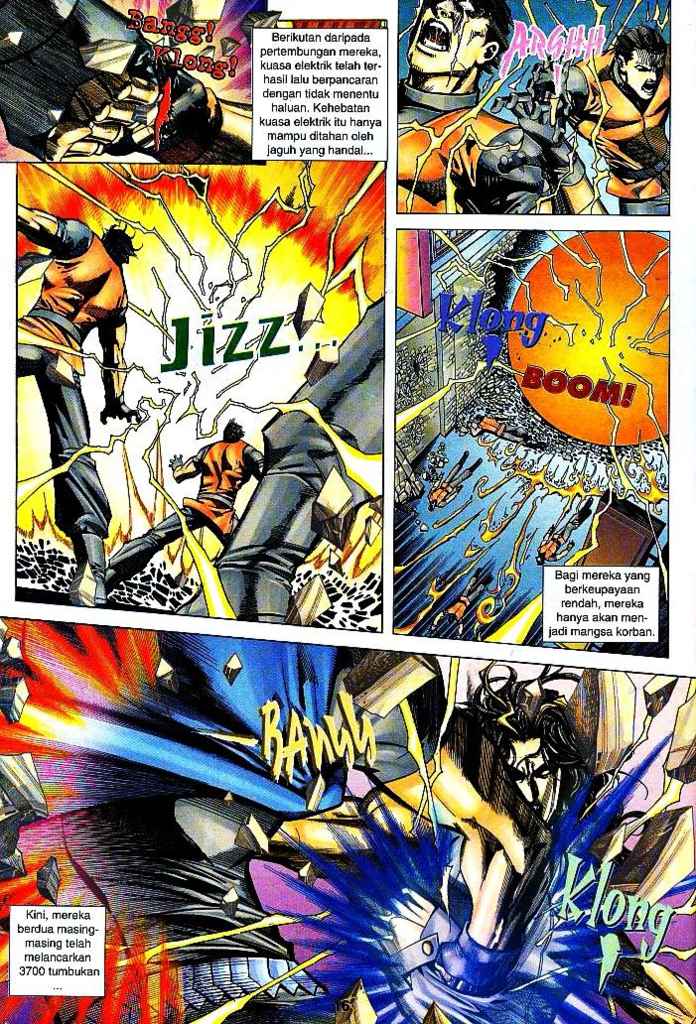 Bangg!
Klong!
Berikutan daripada
pertembungan mereka,
kuasa elektrik telah ter-
hasil lalu berpancaran
dengan tidak menentu
haluan. Kehebatan
kuasa elektrik itu hanya
mampu ditahan oleh
jaguh yang handal...
ARGHH
!
Jizz...
Klong
!
BOOM!
Bagi mereka yang
berkeupayaan
rendah, mereka
hanya akan men-
jadi mangsa korban.
BAngg
Klong
!
Kini, mereka
berdua masing-
masing telah
melancarkan
3700 tumbukan
...